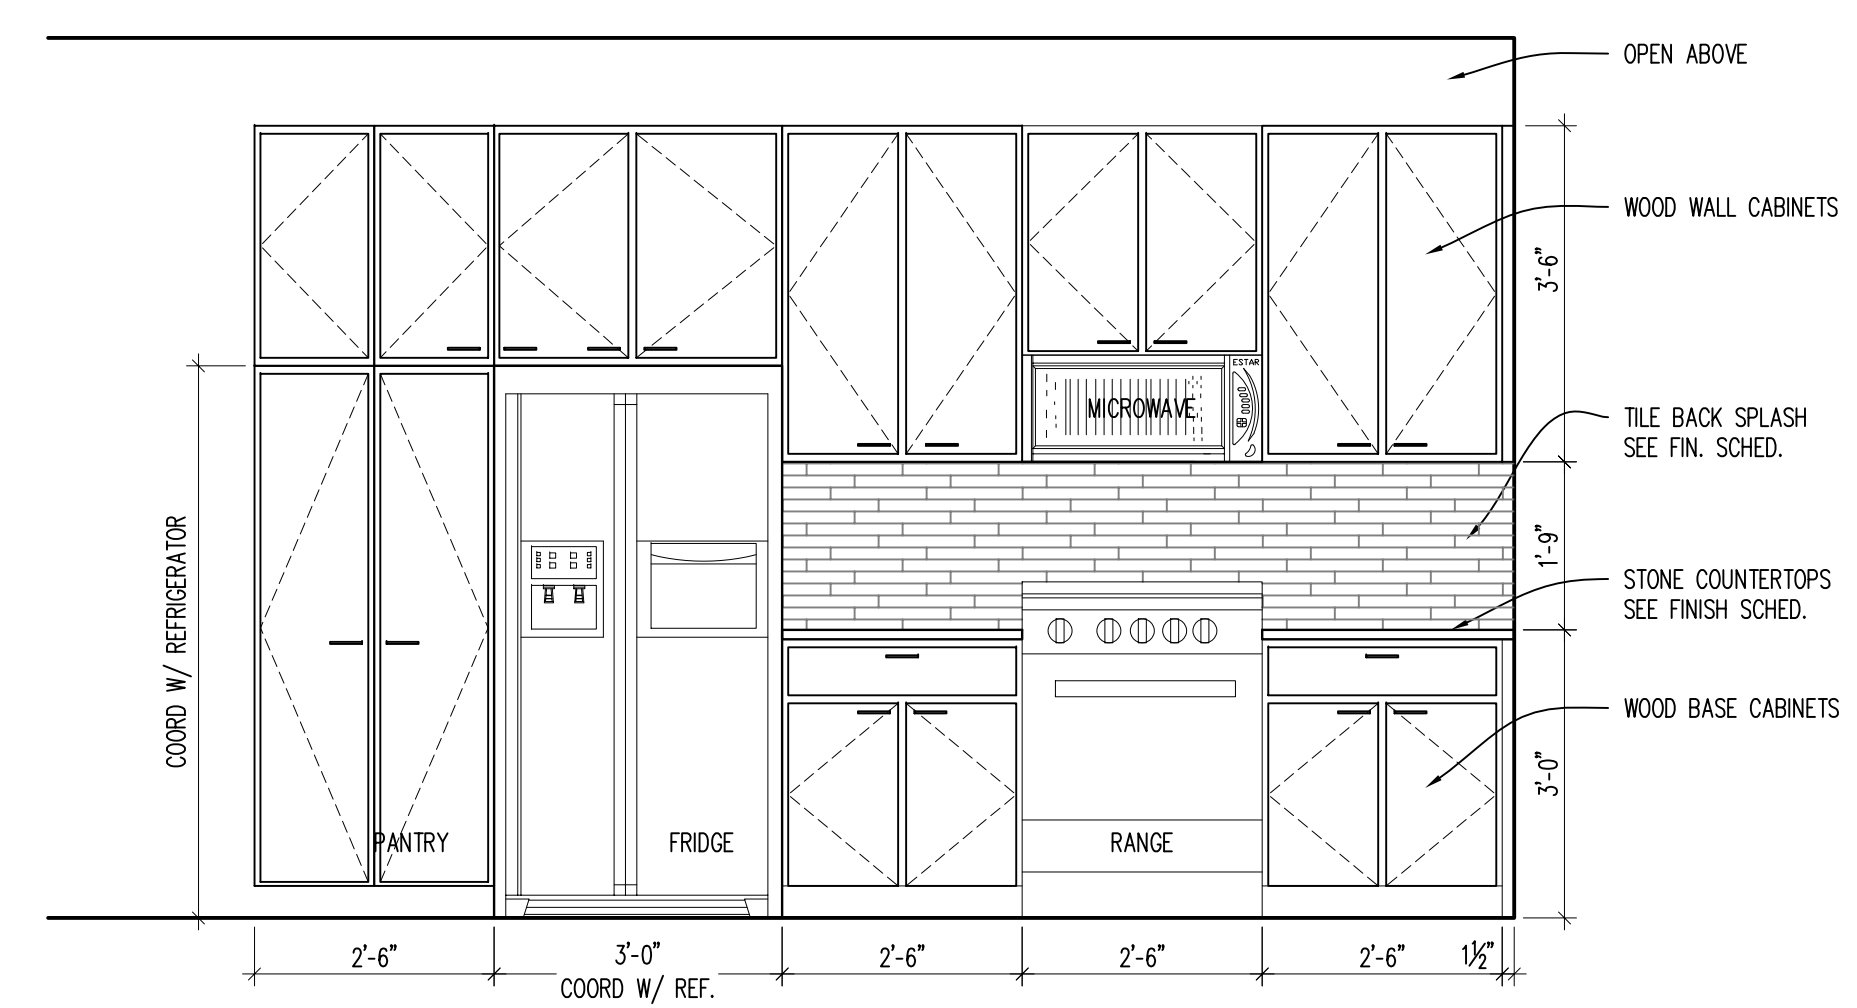 OPEN ABOVE
WOOD WALL CABINETS
3'-6"
ESTAR
MICROWAVE
TILE BACK SPLASH
SEE FIN. SCHED.
1'-9"
STONE COUNTERTOPS
SEE FINISH SCHED.
COORD W/ REFRIGERATOR
WOOD BASE CABINETS
3'-0"
PANTRY
FRIDGE
RANGE
2'-6"
3'-0"
COORD W/ REF.
2'-6"
2'-6"
2'-6"
1½"